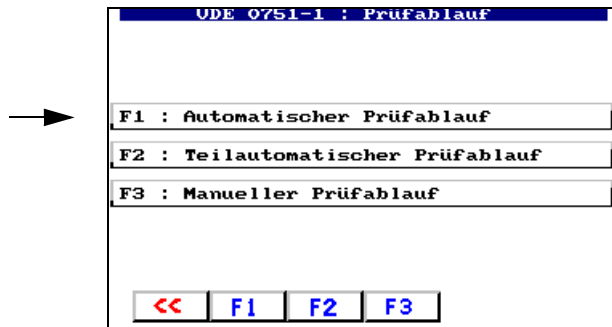 VDE 0751-1 : Prüfablauf
F1 : Automatischer Prüfablauf
F2 : Teilautomatischer Prüfablauf
F3 : Manueller Prüfablauf
<< F1 F2 F3